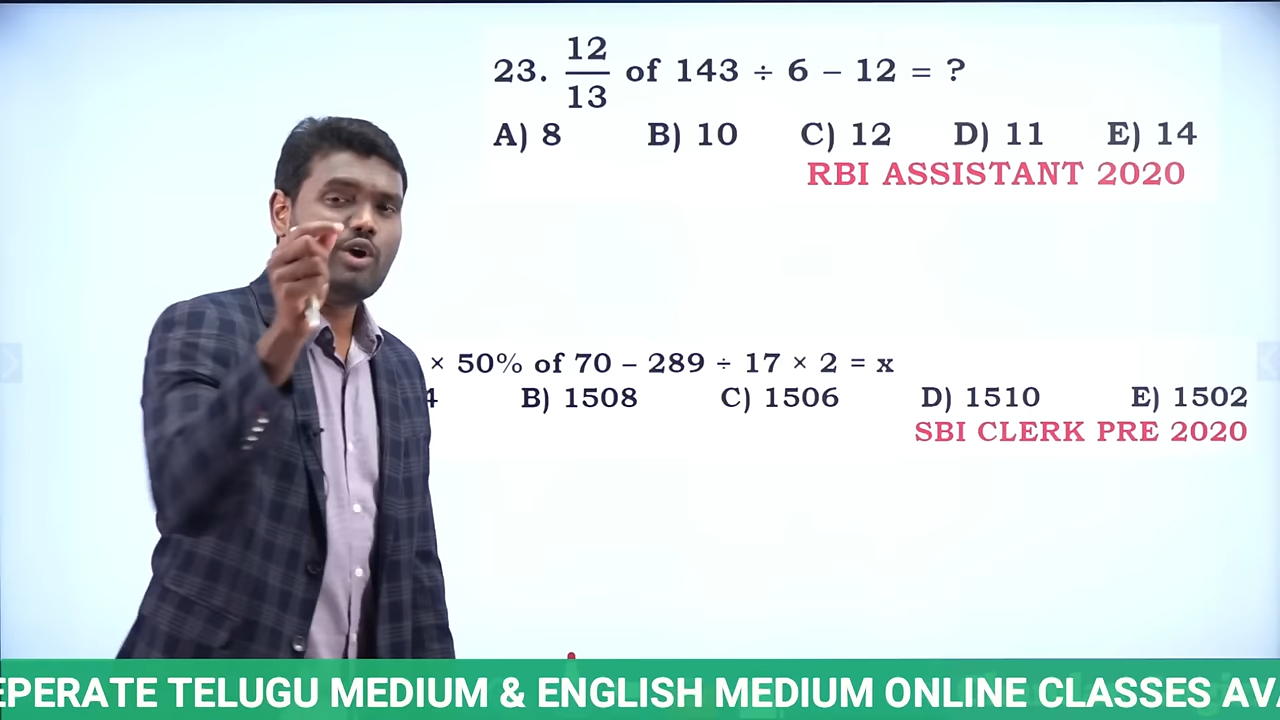 23. 12/13 of 143 ÷ 6 – 12 = ?
A) 8 B) 10 C) 12 D) 11 E) 14
RBI ASSISTANT 2020
× 50% of 70 – 289 ÷ 17 × 2 = x
4 B) 1508 C) 1506 D) 1510 E) 1502
SBI CLERK PRE 2020
EPERATE TELUGU MEDIUM & ENGLISH MEDIUM ONLINE CLASSES AVA